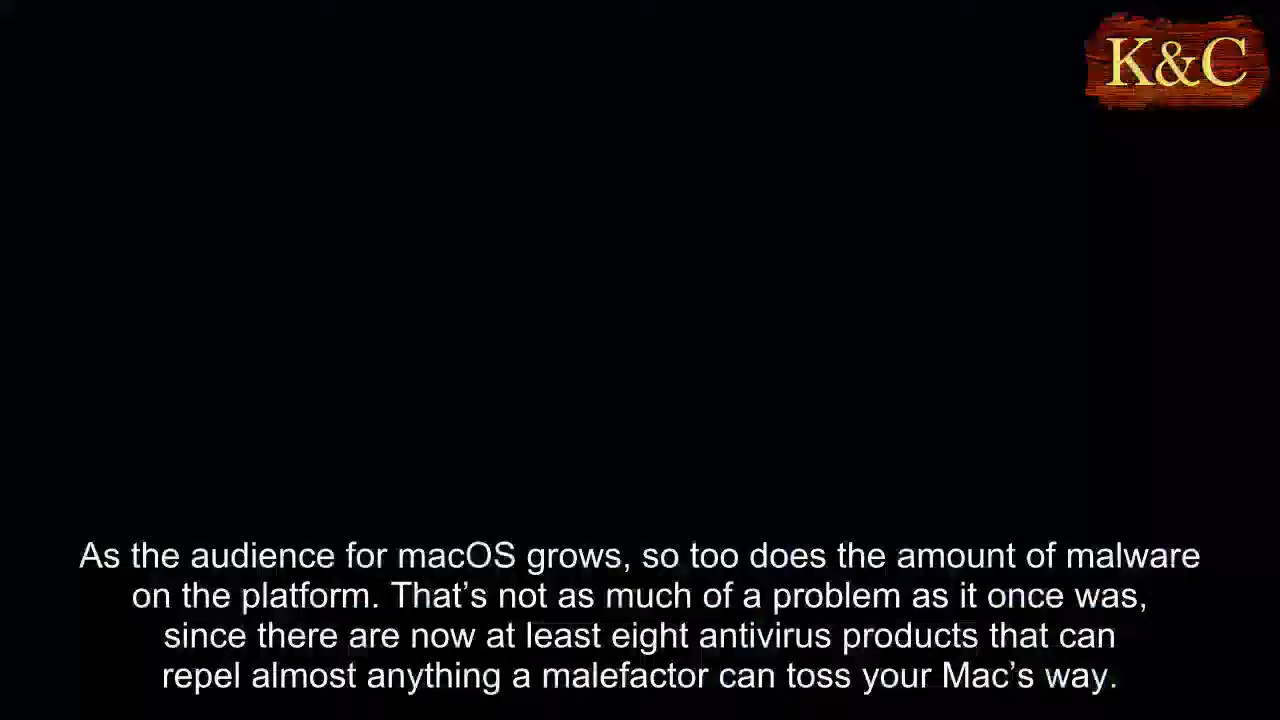 K&C
As the audience for macOS grows, so too does the amount of malware
on the platform. That’s not as much of a problem as it once was,
since there are now at least eight antivirus products that can
repel almost anything a malefactor can toss your Mac’s way.